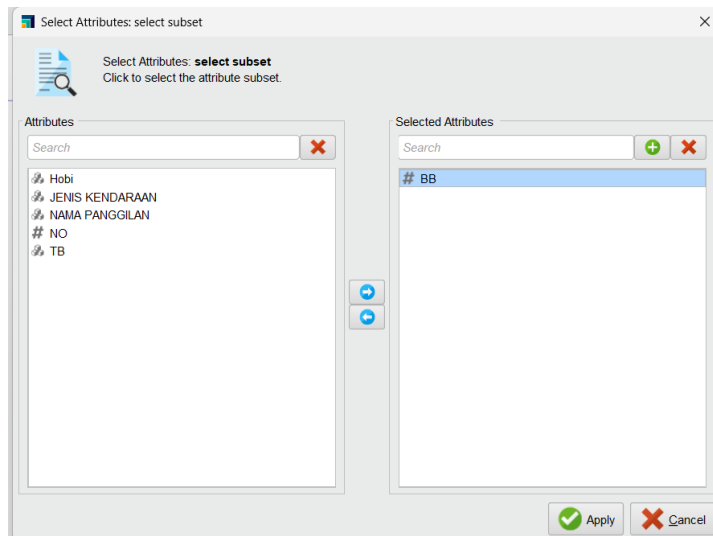 Select Attributes: select subset
Select Attributes: select subset
Click to select the attribute subset.
Attributes
Search
Hobi
JENIS KENDARAAN
NAMA PANGGILAN
# NO
TB
Selected Attributes
Search
# BB
Apply
Cancel